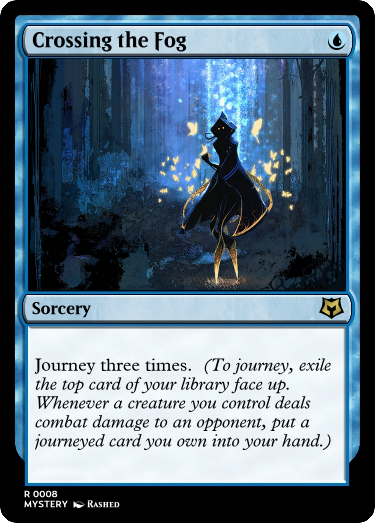 Crossing the Fog
Sorcery
Journey three times. (To journey, exile
the top card of your library face up.
Whenever a creature you control deals
combat damage to an opponent, put a
journeyed card you own into your hand.)
R 0008
MYSTERY Rashed